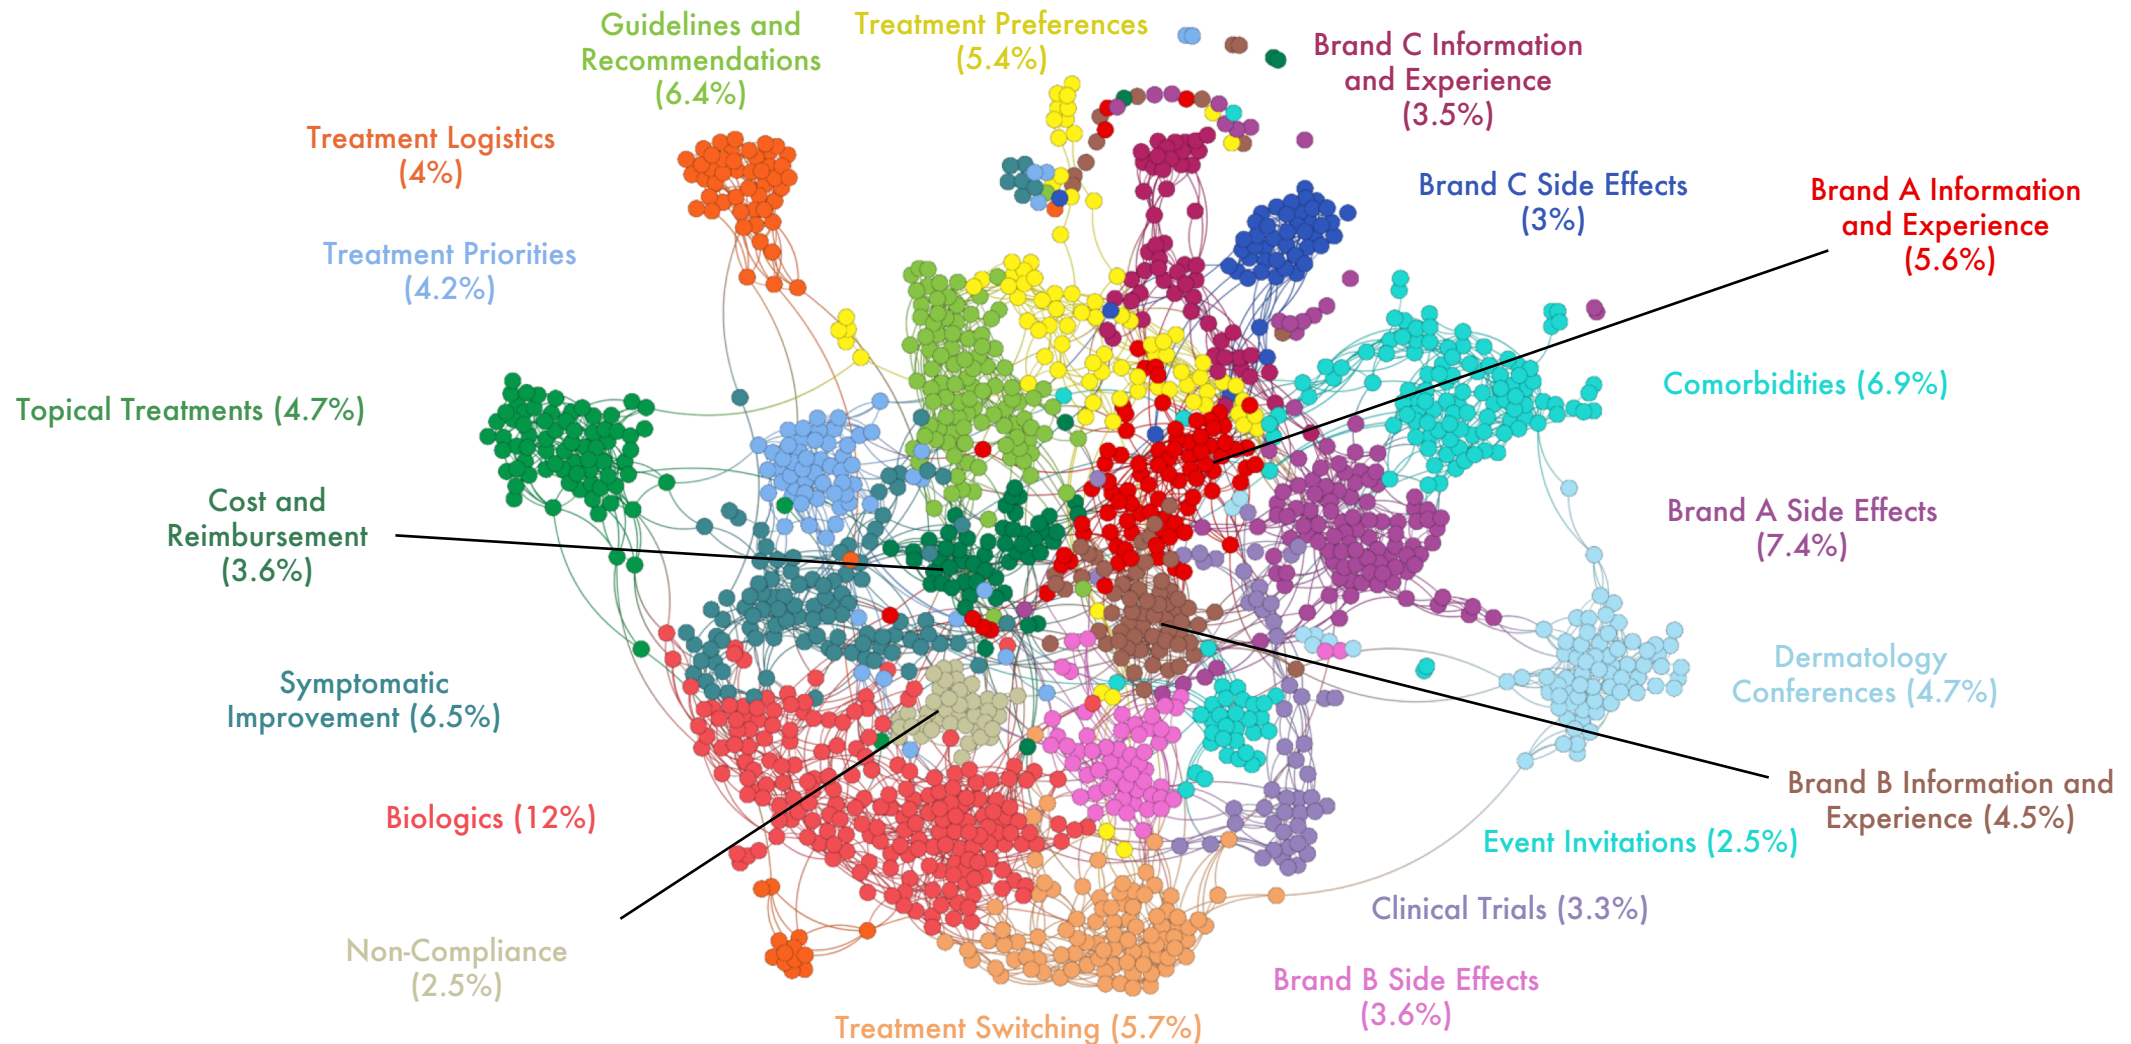 Guidelines and
Recommendations
(6.4%)
Treatment Preferences
(5.4%)
Brand C Information
and Experience
(3.5%)
Treatment Logistics
(4%)
Brand C Side Effects
(3%)
Brand A Information
and Experience
(5.6%)
Treatment Priorities
(4.2%)
Topical Treatments (4.7%)
Comorbidities (6.9%)
Cost and
Reimbursement
(3.6%)
Brand A Side Effects
(7.4%)
Symptomatic
Improvement (6.5%)
Dermatology
Conferences (4.7%)
Biologics (12%)
Brand B Information and
Experience (4.5%)
Event Invitations (2.5%)
Clinical Trials (3.3%)
Non-Compliance
(2.5%)
Brand B Side Effects
(3.6%)
Treatment Switching (5.7%)